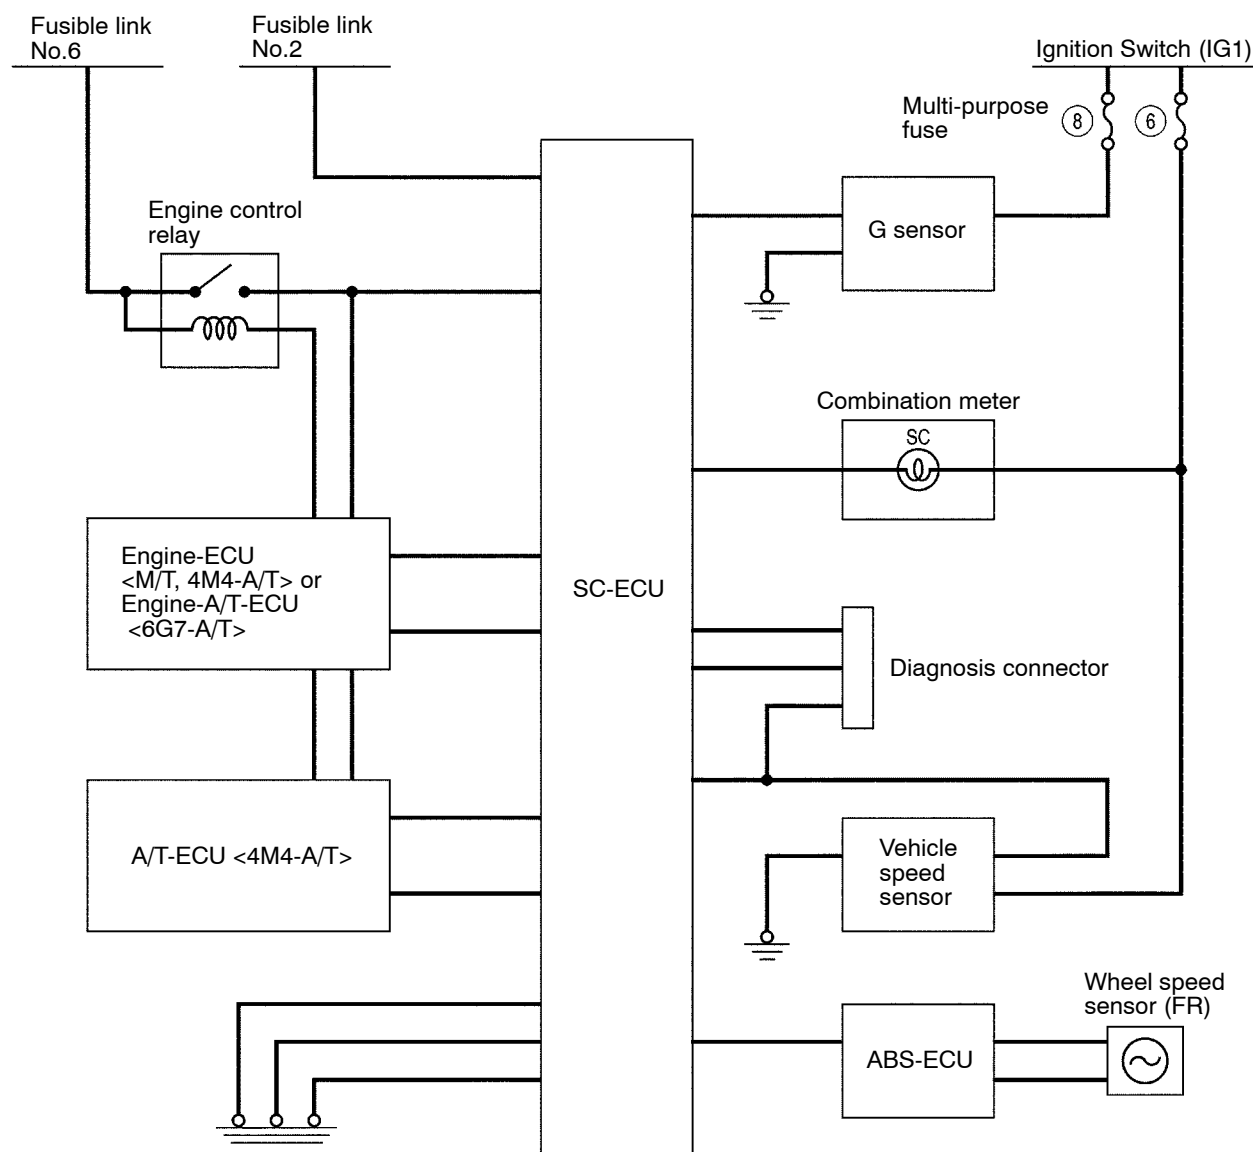 Fusible link
No.6
Fusible link
No.2
Ignition Switch (IG1)
Multi-purpose
fuse
8
6
Engine control
relay
G sensor
Combination meter
SC
Engine-ECU
<M/T, 4M4-A/T> or
Engine-A/T-ECU
<6G7-A/T>
SC-ECU
Diagnosis connector
A/T-ECU <4M4-A/T>
Vehicle
speed
sensor
Wheel speed
sensor (FR)
ABS-ECU